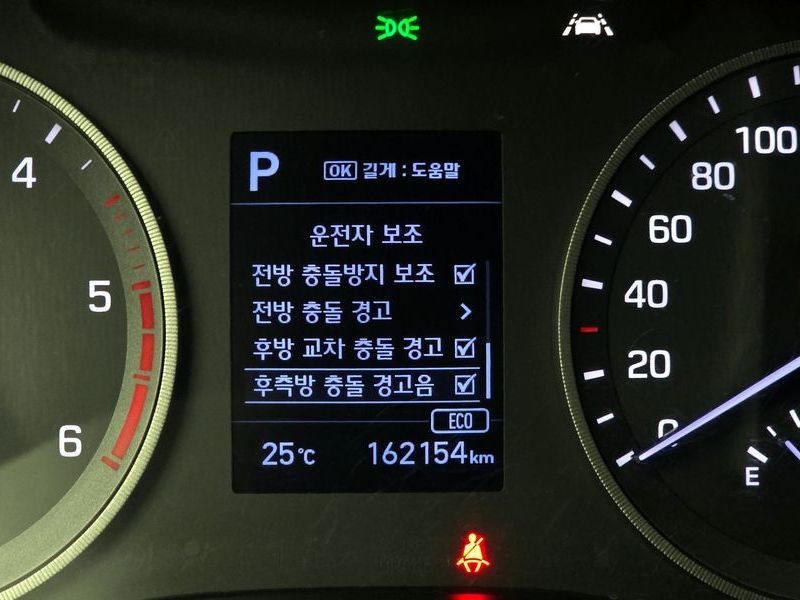 P OK 길게 : 도움말
운전자 보조
전방 충돌방지 보조
전방 충돌 경고
후방 교차 충돌 경고
후측방 충돌 경고음
ECO
25°C 162154km
4
5
6
100
80
60
40
20
0
E